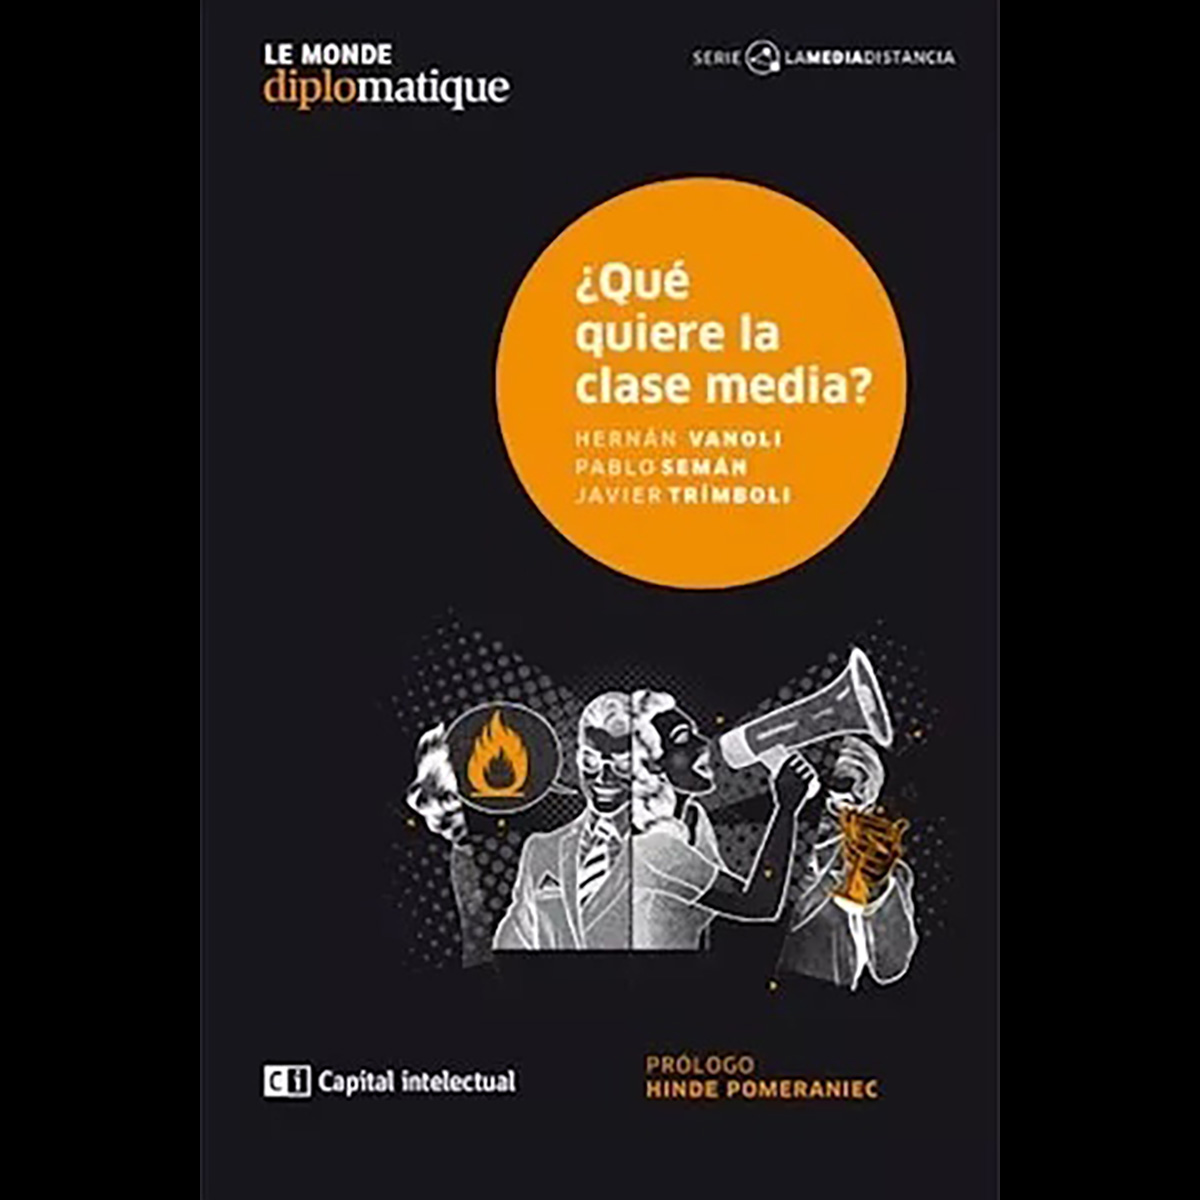 LE MONDE
diplomatique
SERIE LAMEDIADISTANCIA
¿Qué
quiere la
clase media?
HERNÁN VANOLI
PABLO SEMÁN
JAVIER TRÍMBOLI
Ci Capital intelectual
PRÓLOGO
HINDE POMERANIEC